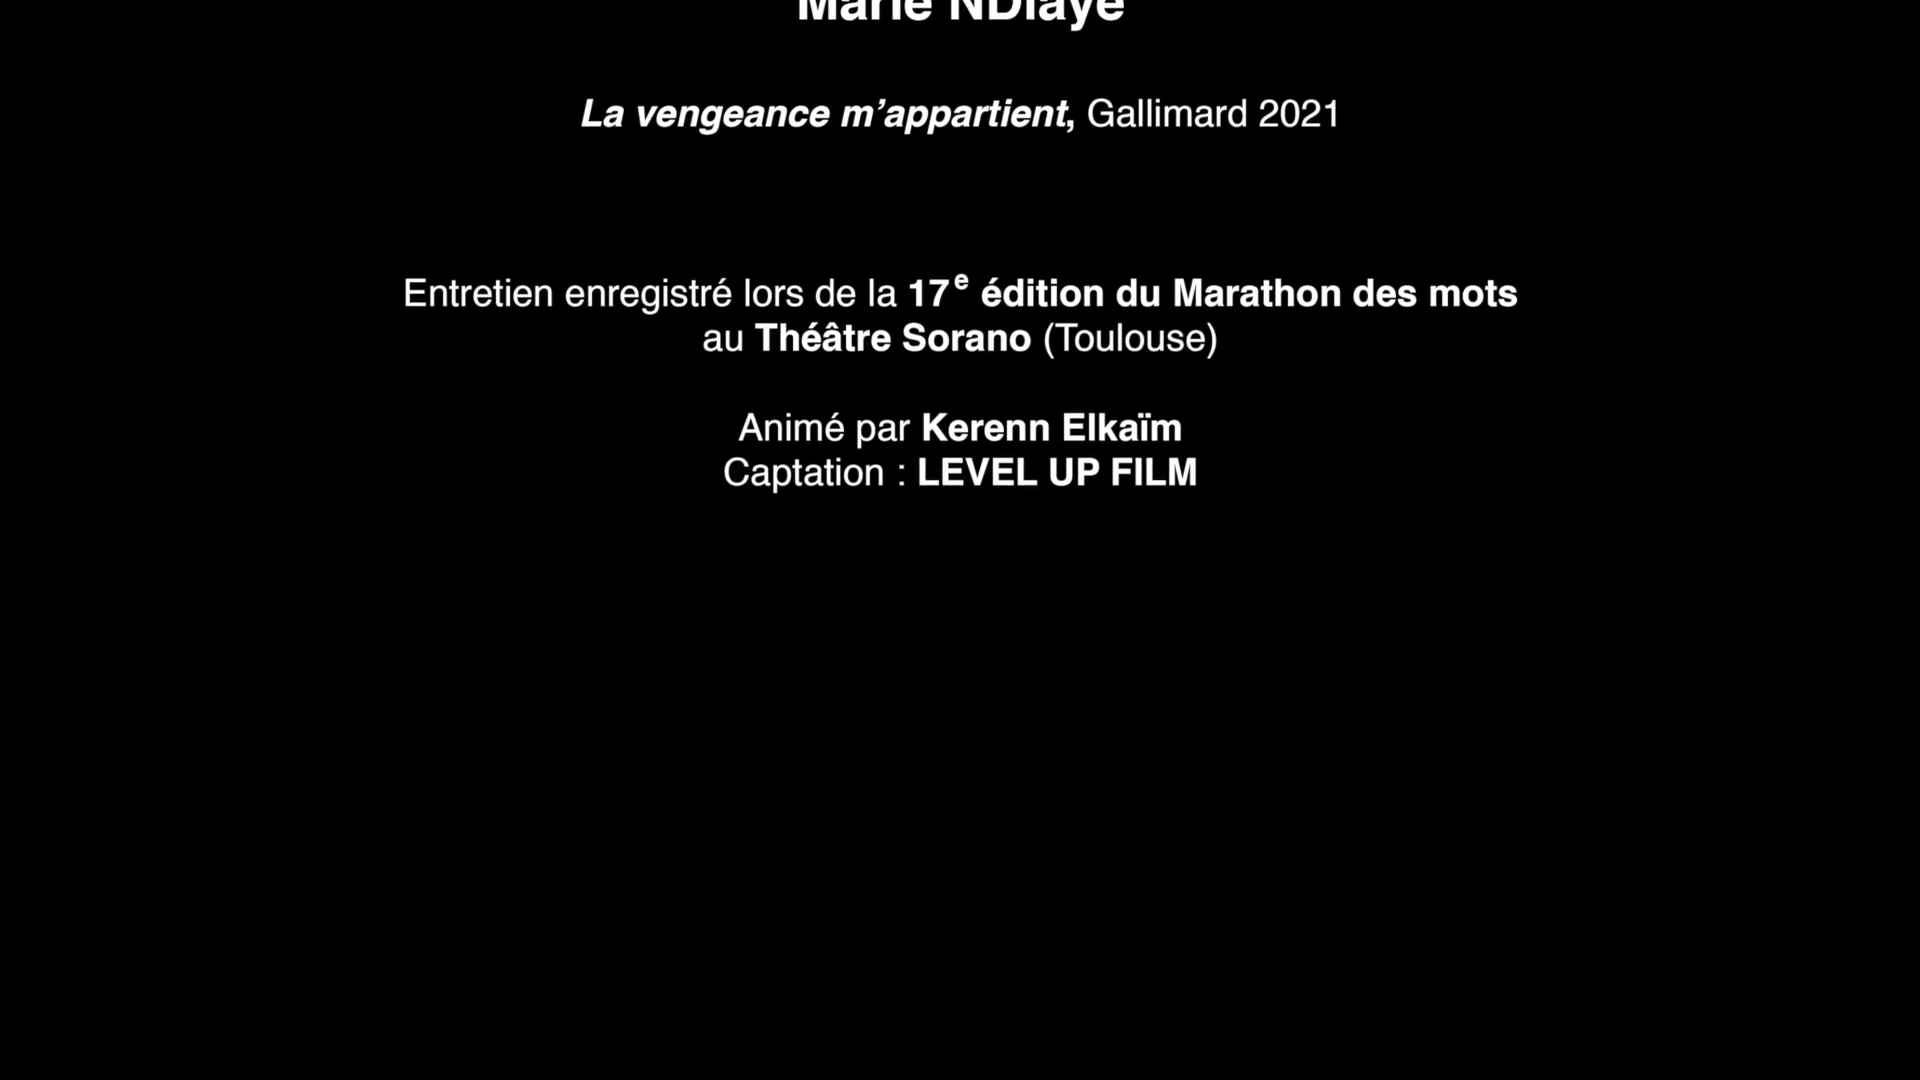 Marie NDiaye
La vengeance m’appartient, Gallimard 2021
Entretien enregistré lors de la 17e édition du Marathon des mots
au Théâtre Sorano (Toulouse)
Animé par Kerenn Elkaïm
Captation : LEVEL UP FILM